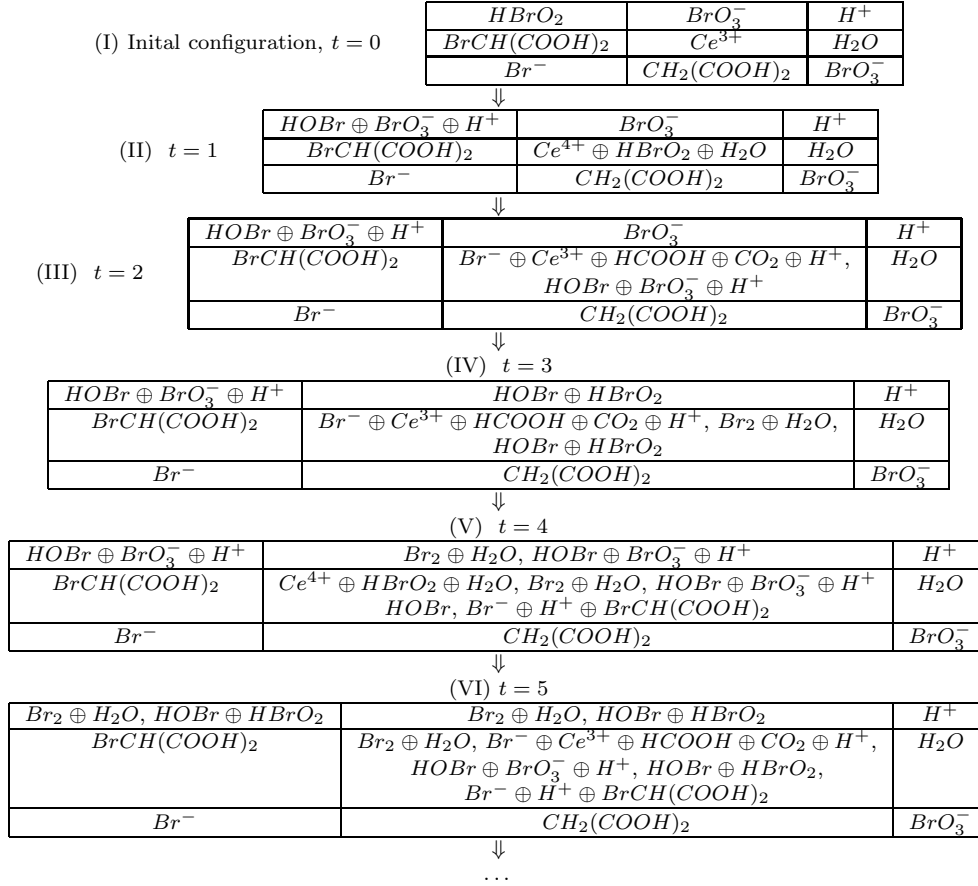 HBrO₂ BrO₃⁻ H⁺
(I) Inital configuration, t = 0 BrCH(COOH)₂ Ce³⁺ H₂O
Br⁻ CH₂(COOH)₂ BrO₃⁻
⇓
HOBr ⊕ BrO₃⁻ ⊕ H⁺ BrO₃⁻ H⁺
(II) t = 1 BrCH(COOH)₂ Ce⁴⁺ ⊕ HBrO₂ ⊕ H₂O H₂O
Br⁻ CH₂(COOH)₂ BrO₃⁻
⇓
HOBr ⊕ BrO₃⁻ ⊕ H⁺ BrO₃⁻ H⁺
(III) t = 2 BrCH(COOH)₂ Br⁻ ⊕ Ce³⁺ ⊕ HCOOH ⊕ CO₂ ⊕ H⁺, H₂O
HOBr ⊕ BrO₃⁻ ⊕ H⁺
Br⁻ CH₂(COOH)₂ BrO₃⁻
⇓
(IV) t = 3
HOBr ⊕ BrO₃⁻ ⊕ H⁺ HOBr ⊕ HBrO₂ H⁺
BrCH(COOH)₂ Br⁻ ⊕ Ce³⁺ ⊕ HCOOH ⊕ CO₂ ⊕ H⁺, Br₂ ⊕ H₂O, H₂O
HOBr ⊕ HBrO₂
Br⁻ CH₂(COOH)₂ BrO₃⁻
⇓
(V) t = 4
HOBr ⊕ BrO₃⁻ ⊕ H⁺ Br₂ ⊕ H₂O, HOBr ⊕ BrO₃⁻ ⊕ H⁺ H⁺
BrCH(COOH)₂ Ce⁴⁺ ⊕ HBrO₂ ⊕ H₂O, Br₂ ⊕ H₂O, HOBr ⊕ BrO₃⁻ ⊕ H⁺ H₂O
HOBr, Br⁻ ⊕ H⁺ ⊕ BrCH(COOH)₂
Br⁻ CH₂(COOH)₂ BrO₃⁻
⇓
(VI) t = 5
Br₂ ⊕ H₂O, HOBr ⊕ HBrO₂ Br₂ ⊕ H₂O, HOBr ⊕ HBrO₂ H⁺
BrCH(COOH)₂ Br₂ ⊕ H₂O, Br⁻ ⊕ Ce³⁺ ⊕ HCOOH ⊕ CO₂ ⊕ H⁺, H₂O
HOBr ⊕ BrO₃⁻ ⊕ H⁺, HOBr ⊕ HBrO₂,
Br⁻ ⊕ H⁺ ⊕ BrCH(COOH)₂
Br⁻ CH₂(COOH)₂ BrO₃⁻
⇓
...